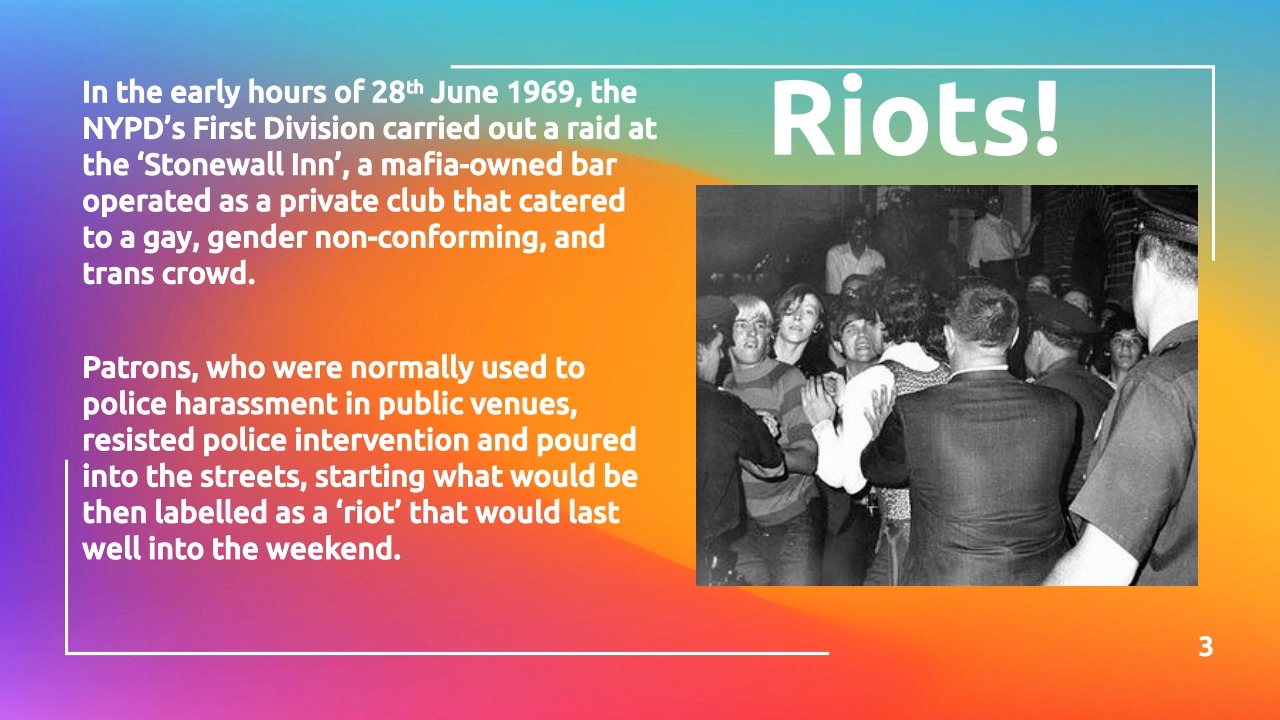 Riots!
In the early hours of 28th June 1969, the
NYPD’s First Division carried out a raid at
the ‘Stonewall Inn’, a mafia-owned bar
operated as a private club that catered
to a gay, gender non-conforming, and
trans crowd.
Patrons, who were normally used to
police harassment in public venues,
resisted police intervention and poured
into the streets, starting what would be
then labelled as a ‘riot’ that would last
well into the weekend.
3